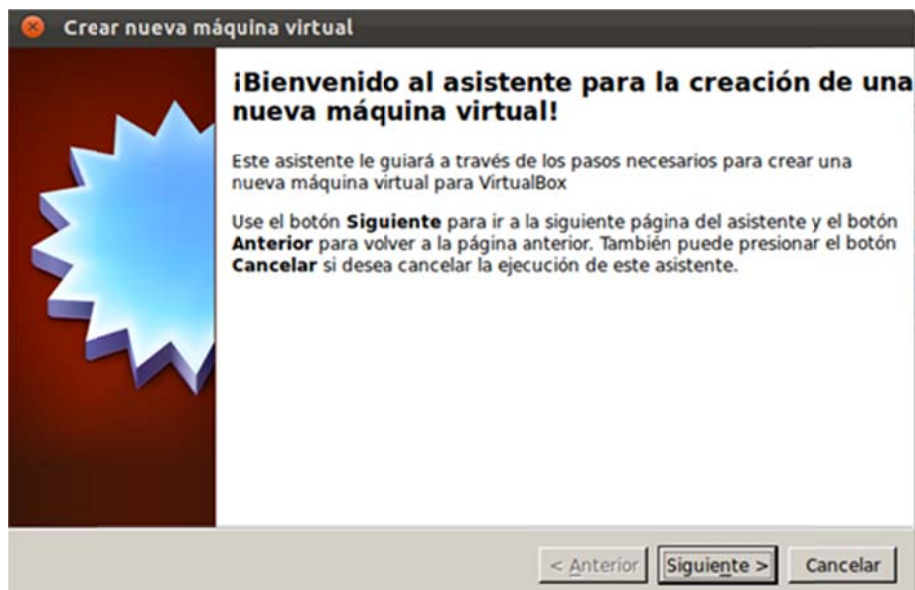 Crear nueva máquina virtual
¡Bienvenido al asistente para la creación de una
nueva máquina virtual!
Este asistente le guiará a través de los pasos necesarios para crear una
nueva máquina virtual para VirtualBox
Use el botón Siguiente para ir a la siguiente página del asistente y el botón
Anterior para volver a la página anterior. También puede presionar el botón
Cancelar si desea cancelar la ejecución de este asistente.
< Anterior Siguiente > Cancelar